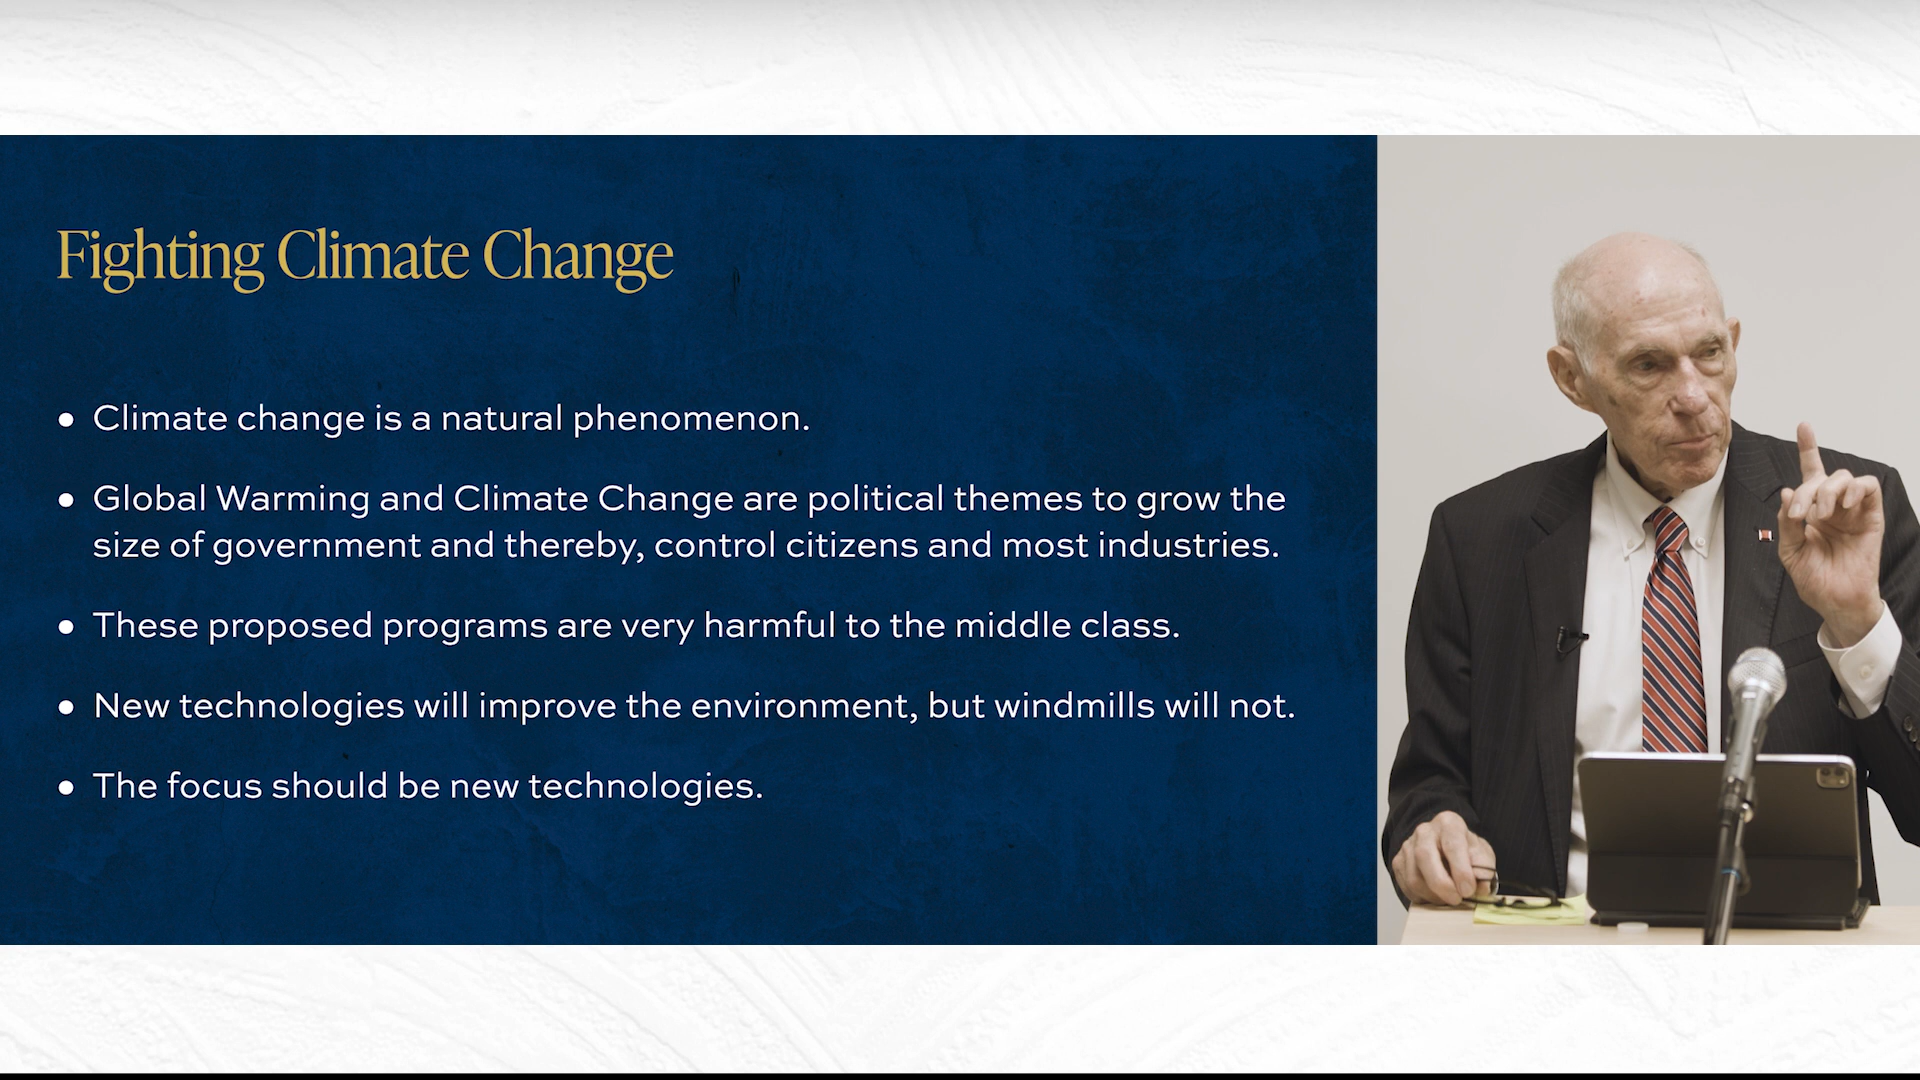 Fighting Climate Change
● Climate change is a natural phenomenon.
● Global Warming and Climate Change are political themes to grow the
size of government and thereby, control citizens and most industries.
● These proposed programs are very harmful to the middle class.
● New technologies will improve the environment, but windmills will not.
● The focus should be new technologies.